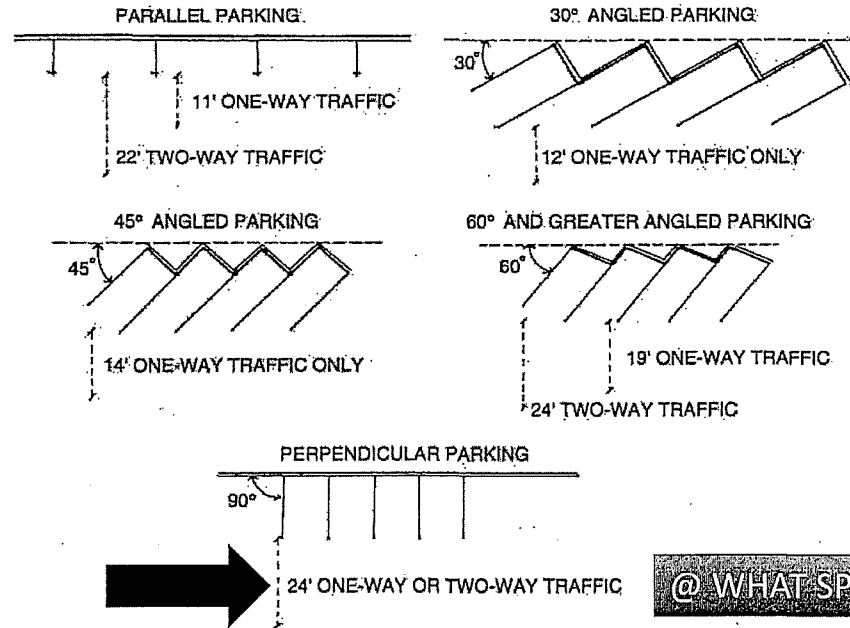 PARALLEL PARKING
11' ONE-WAY TRAFFIC
22' TWO-WAY TRAFFIC
30° ANGLED PARKING
30°
12' ONE-WAY TRAFFIC ONLY
45° ANGLED PARKING
45°
14' ONE-WAY TRAFFIC ONLY
60° AND GREATER ANGLED PARKING
60°
19' ONE-WAY TRAFFIC
24' TWO-WAY TRAFFIC
PERPENDICULAR PARKING
90°
24' ONE-WAY OR TWO-WAY TRAFFIC
@ WHAT SP